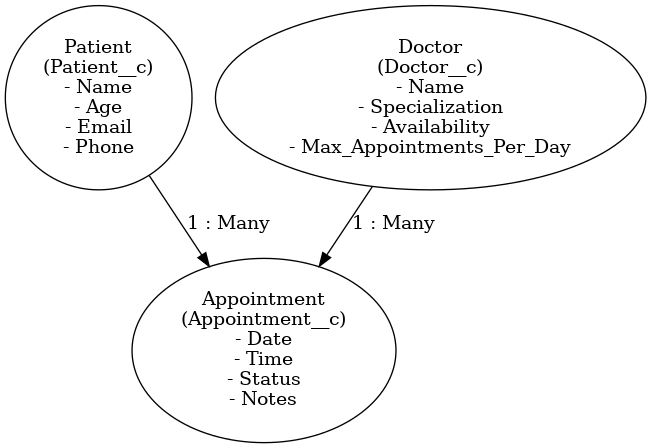 Patient
(Patient__c)
- Name
- Age
- Email
- Phone
Doctor
(Doctor__c)
- Name
- Specialization
- Availability
- Max_Appointments_Per_Day
1 : Many
1 : Many
Appointment
(Appointment__c)
- Date
- Time
- Status
- Notes